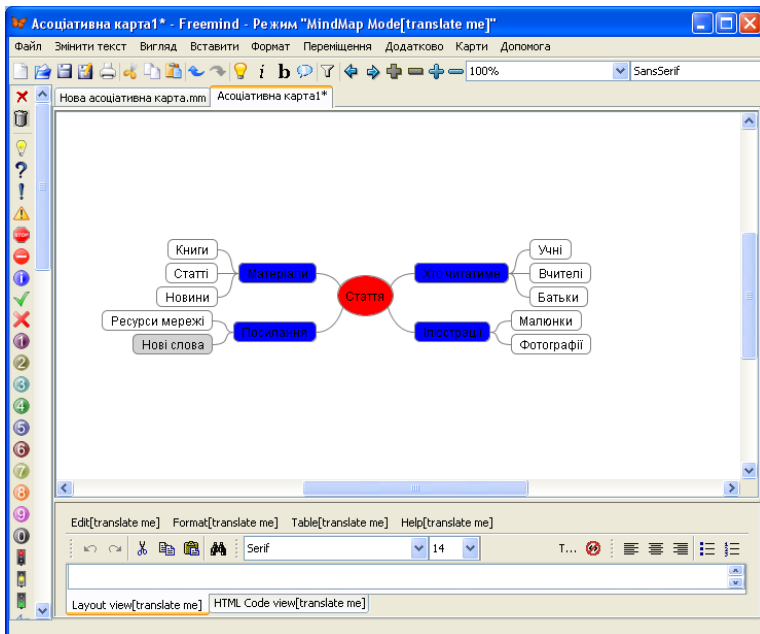 Асоціативна карта1* - Freemind - Режим "MindMap Mode[translate me]"
Файл Змінити текст Вигляд Вставити Формат Переміщення Додатково Карти Допомога
100% SansSerif
Нова асоціативна карта.mm Асоціативна карта1*
Книги
Статті
Новини
Матеріали
Ресурси мережі
Нові слова
Посилання
Стаття
Хто читатиме
Учні
Вчителі
Батьки
Ілюстрації
Малюнки
Фотографії
Edit[translate me] Format[translate me] Table[translate me] Help[translate me]
Serif 14 T...
Layout view[translate me] HTML Code view[translate me]